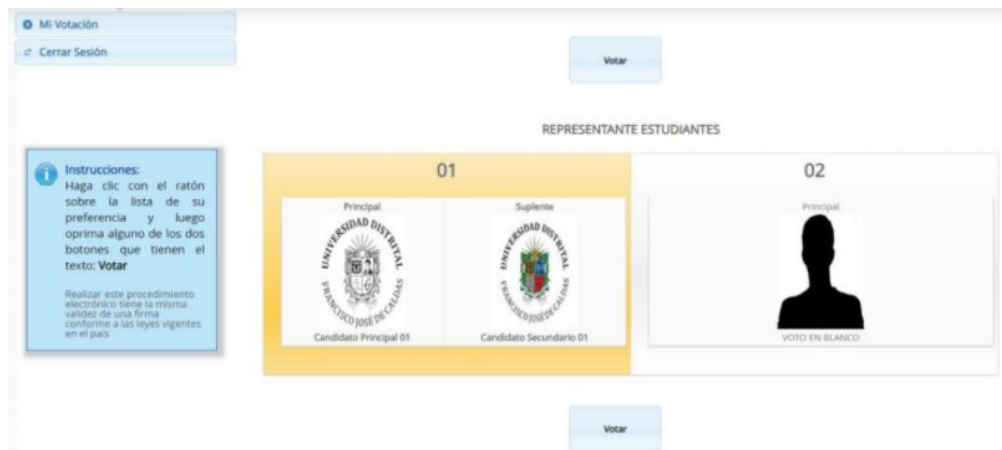 Mi Votación
Cerrar Sesión
Votar
REPRESENTANTE ESTUDIANTES
Instrucciones:
Haga clic con el ratón
sobre la lista de su
preferencia y luego
oprima alguno de los dos
botones que tienen el
texto: Votar
Realizar este procedimiento
electrónico tiene la misma
validez de una firma
conforme a las leyes vigentes
en el país
01
Principal
UNIVERSIDAD DISTRITAL
FRANCISCO JOSÉ DE CALDAS
Candidato Principal 01
Suplente
UNIVERSIDAD DISTRITAL
FRANCISCO JOSÉ DE CALDAS
Candidato Secundario 01
02
Principal
VOTO EN BLANCO
Votar